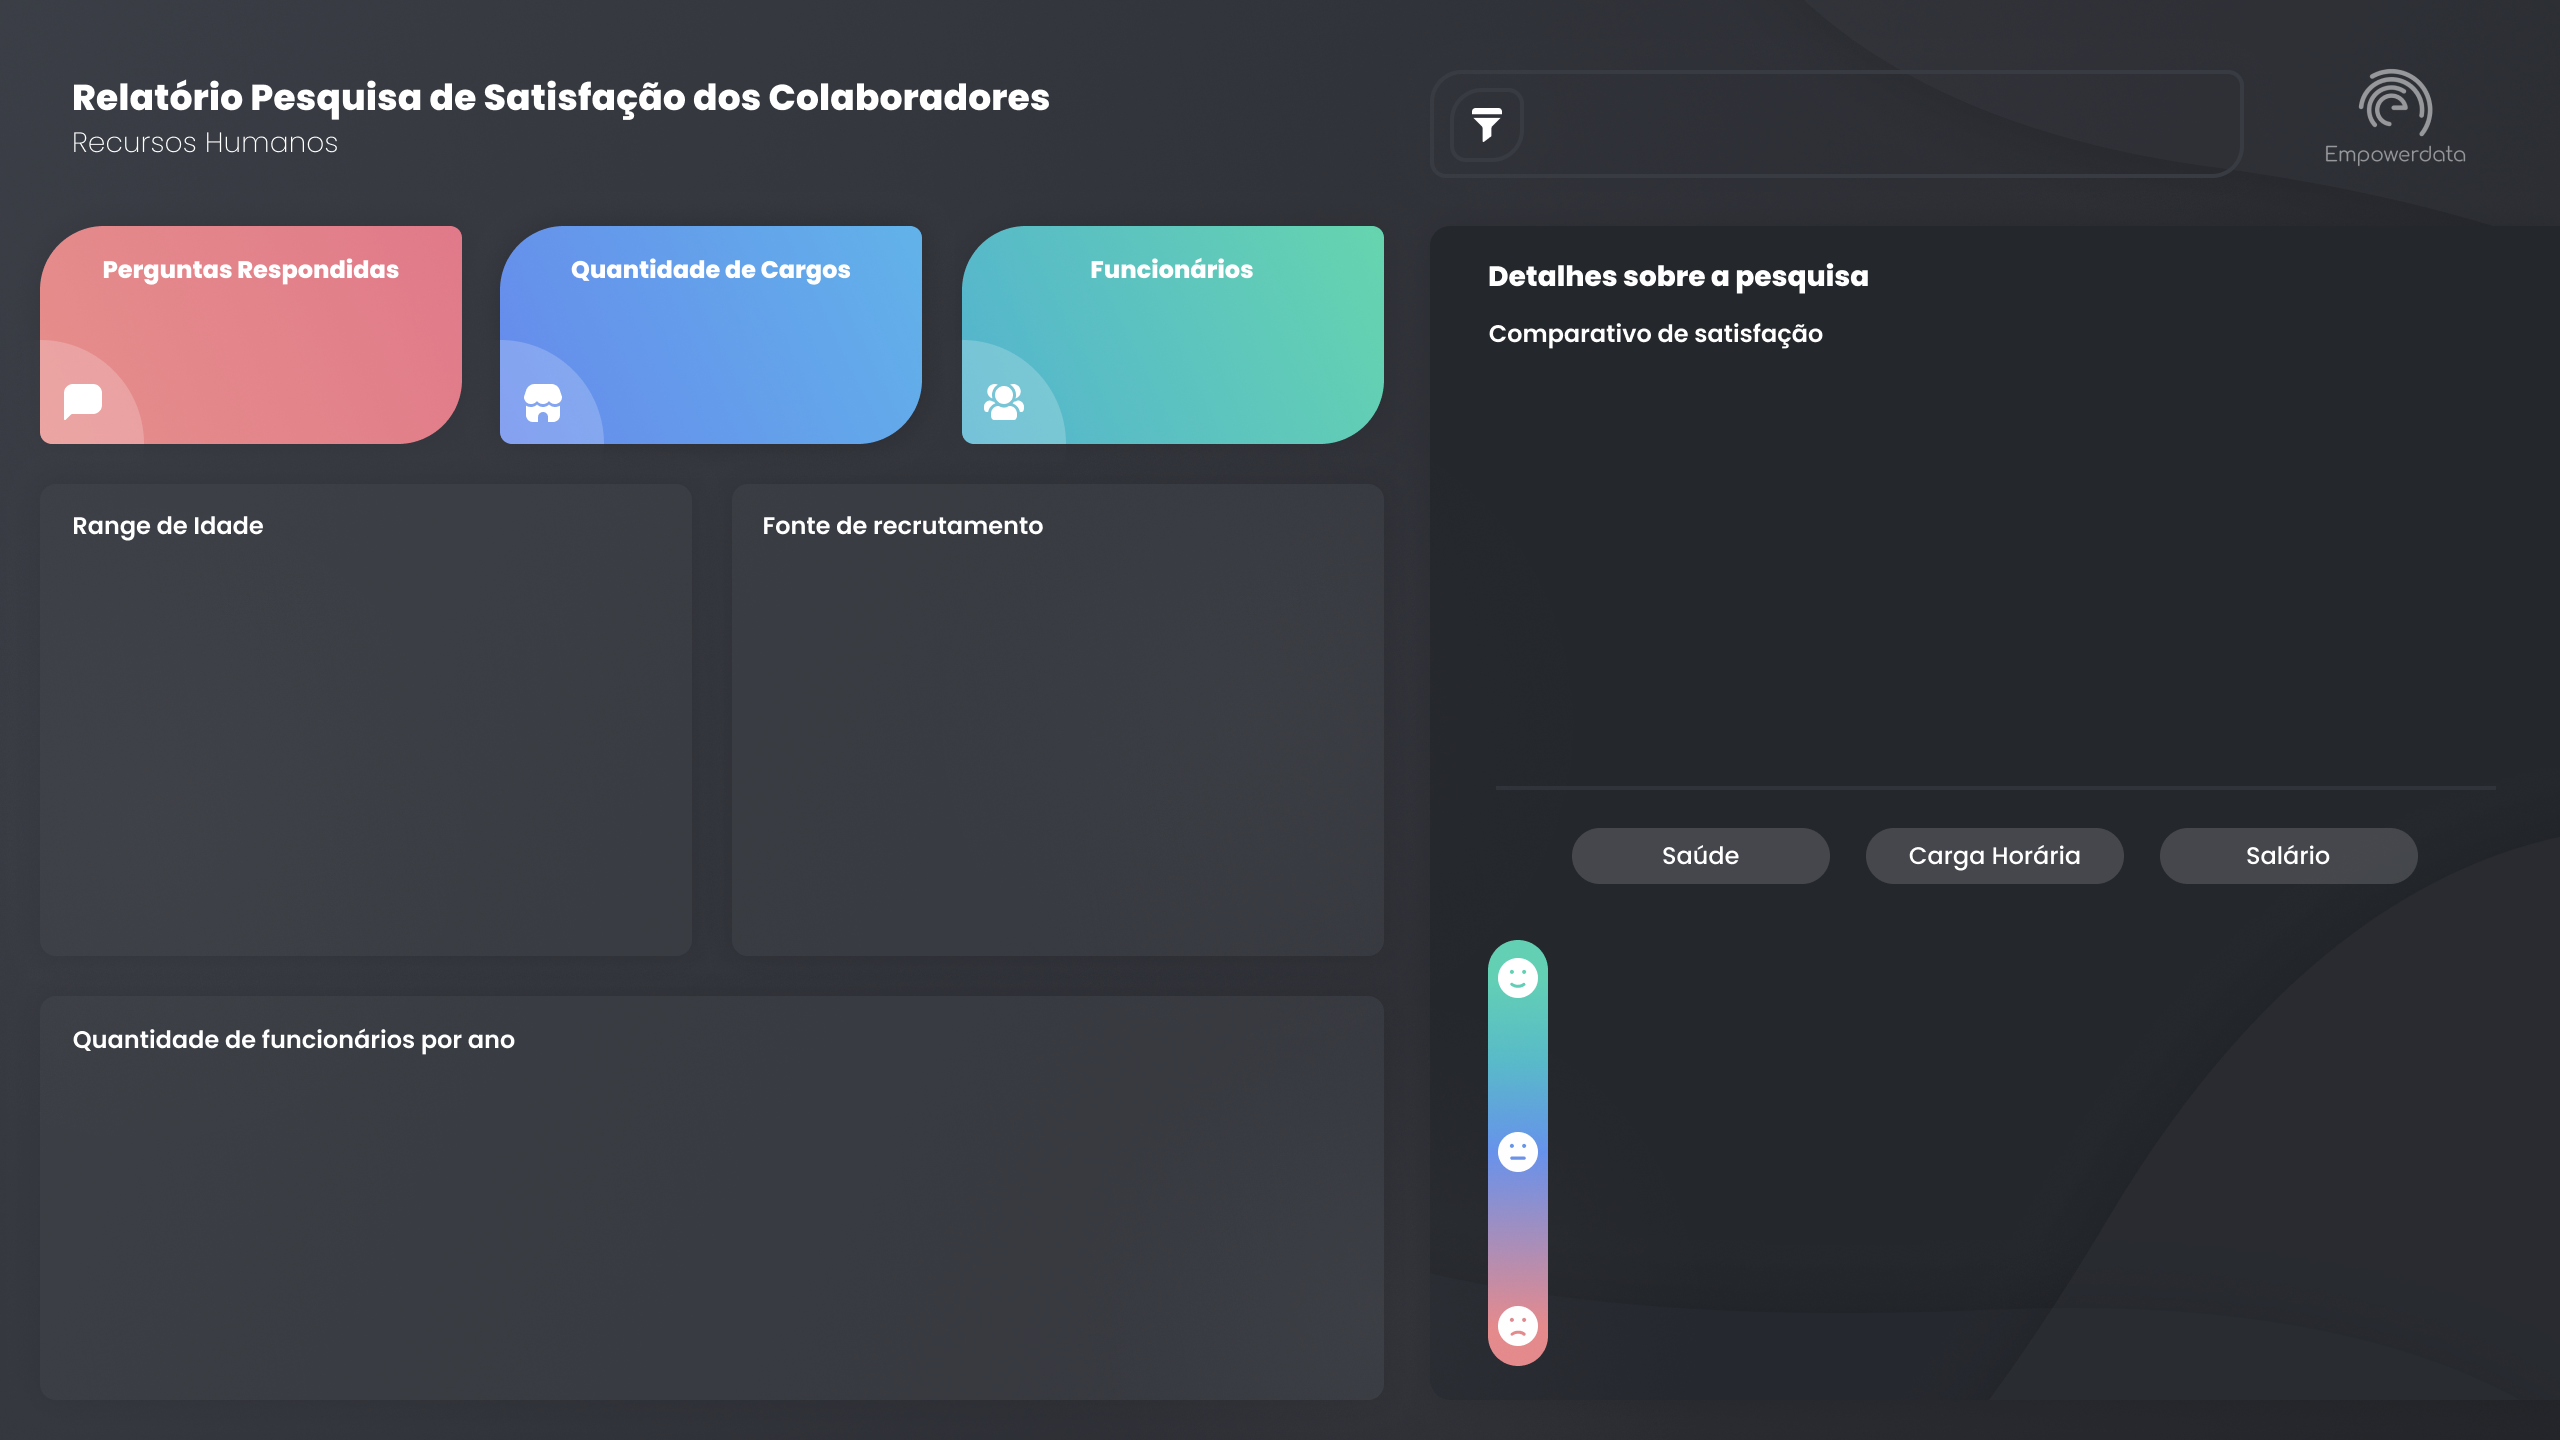 Relatório Pesquisa de Satisfação dos Colaboradores
Recursos Humanos
Empowerdata
Perguntas Respondidas
Quantidade de Cargos
Funcionários
Detalhes sobre a pesquisa
Comparativo de satisfação
Range de Idade
Fonte de recrutamento
Saúde
Carga Horária
Salário
Quantidade de funcionários por ano